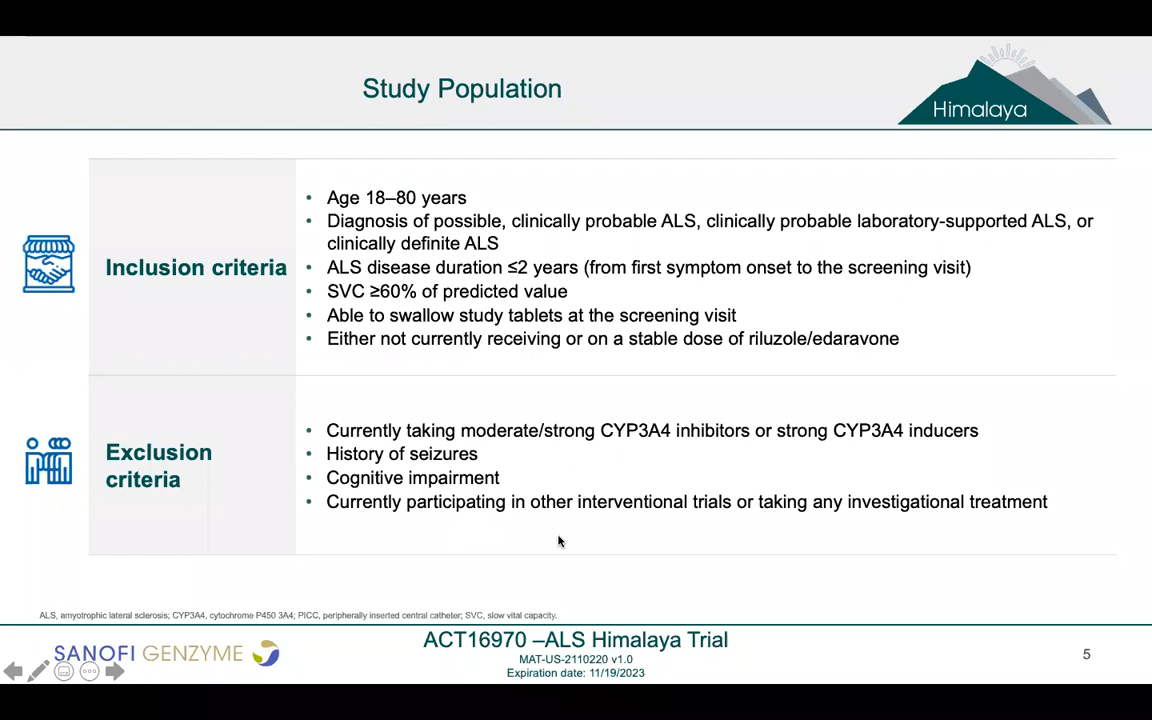 Study Population
Himalaya
Inclusion criteria
• Age 18–80 years
• Diagnosis of possible, clinically probable ALS, clinically probable laboratory-supported ALS, or
clinically definite ALS
• ALS disease duration ≤2 years (from first symptom onset to the screening visit)
• SVC ≥60% of predicted value
• Able to swallow study tablets at the screening visit
• Either not currently receiving or on a stable dose of riluzole/edaravone
Exclusion
criteria
• Currently taking moderate/strong CYP3A4 inhibitors or strong CYP3A4 inducers
• History of seizures
• Cognitive impairment
• Currently participating in other interventional trials or taking any investigational treatment
ALS, amyotrophic lateral sclerosis; CYP3A4, cytochrome P450 3A4; PICC, peripherally inserted central catheter; SVC, slow vital capacity.
SANOFI GENZYME
ACT16970 –ALS Himalaya Trial
MAT-US-2110220 v1.0
Expiration date: 11/19/2023
5